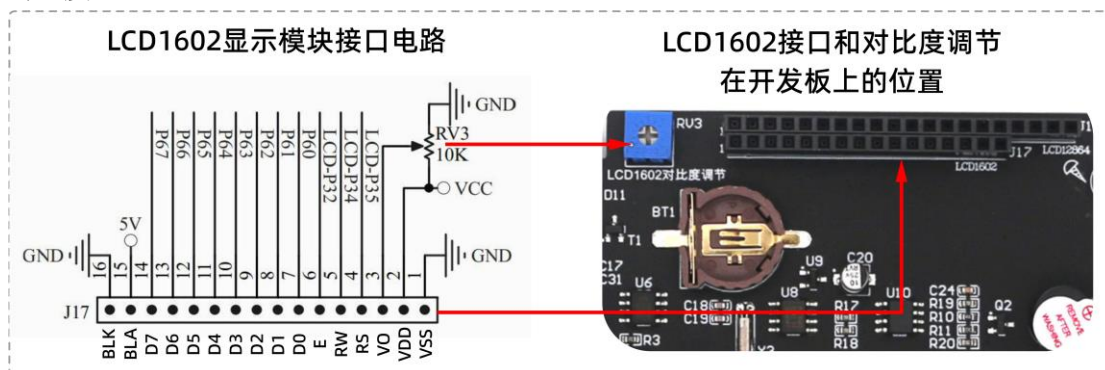 LCD1602显示模块接口电路
GND
RV3
10K
VCC
P67
P66
P65
P64
P63
P62
P61
P60
LCD-P32
LCD-P34
LCD-P35
5V
GND
GND
16
15
14
13
12
11
10
9
8
7
6
5
4
3
2
1
J17
BLK
BLA
D7
D6
D5
D4
D3
D2
D1
D0
E
RW
RS
VO
VDD
VSS
LCD1602接口和对比度调节
在开发板上的位置
RV3
1
1
J1
J17
LCD12864
LCD1602
LCD1602对比度调节
D11
BT1
T1
C17
C31
U6
U9
C20
C18
C19
U8
R17
R18
U10
C24
R19
R10
R11
R20
Q2
R3
REMOVE
AFTER
WASHING